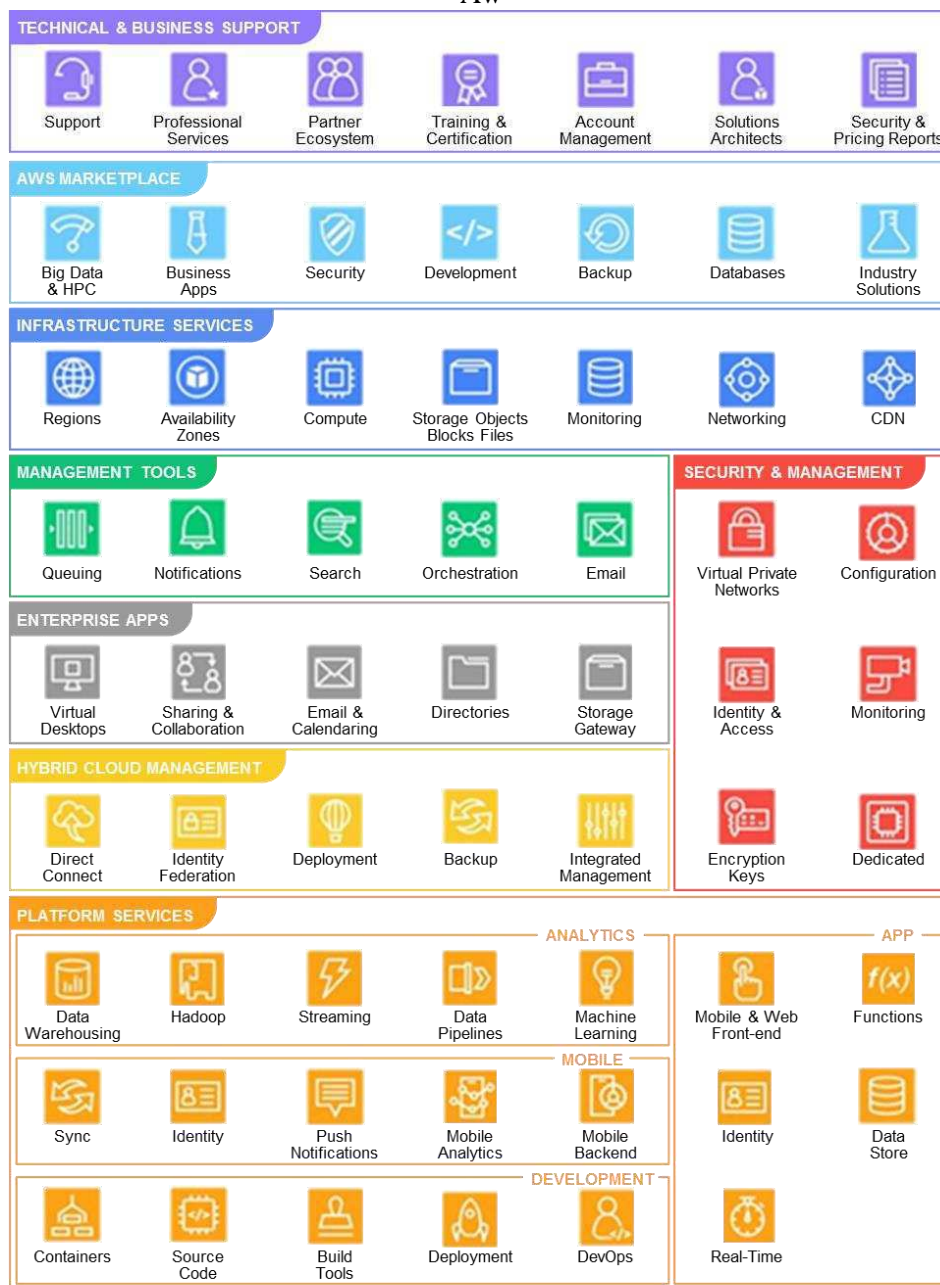 AW
TECHNICAL & BUSINESS SUPPORT
Support
Professional
Services
Partner
Ecosystem
Training &
Certification
Account
Management
Solutions
Architects
Security &
Pricing Reports
AWS MARKETPLACE
Big Data
& HPC
Business
Apps
Security
</>
Development
Backup
Databases
Industry
Solutions
INFRASTRUCTURE SERVICES
Regions
Availability
Zones
Compute
Storage Objects
Blocks Files
Monitoring
Networking
CDN
MANAGEMENT TOOLS
Queuing
Notifications
Search
Orchestration
Email
SECURITY & MANAGEMENT
Virtual Private
Networks
Configuration
Identity &
Access
Monitoring
Encryption
Keys
Dedicated
ENTERPRISE APPS
Virtual
Desktops
Sharing &
Collaboration
Email &
Calendaring
Directories
Storage
Gateway
HYBRID CLOUD MANAGEMENT
Direct
Connect
Identity
Federation
Deployment
Backup
Integrated
Management
PLATFORM SERVICES
ANALYTICS
Data
Warehousing
Hadoop
Streaming
Data
Pipelines
Machine
Learning
MOBILE
Sync
Identity
Push
Notifications
Mobile
Analytics
Mobile
Backend
DEVELOPMENT
Containers
</>
Source
Code
Build
Tools
Deployment
</>
DevOps
APP
Mobile & Web
Front-end
f(x)
Functions
Identity
Data
Store
Real-Time